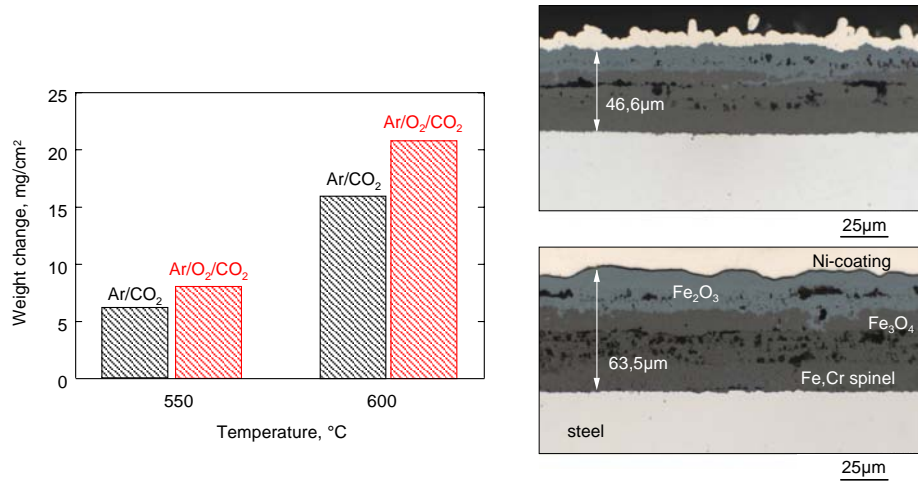 Weight change, mg/cm²
25
20
15
10
5
0
Ar/CO₂
Ar/O₂/CO₂
Ar/CO₂
Ar/O₂/CO₂
550
600
Temperature, °C
46,6µm
25µm
Ni-coating
Fe₂O₃
Fe₃O₄
63,5µm
Fe,Cr spinel
steel
25µm